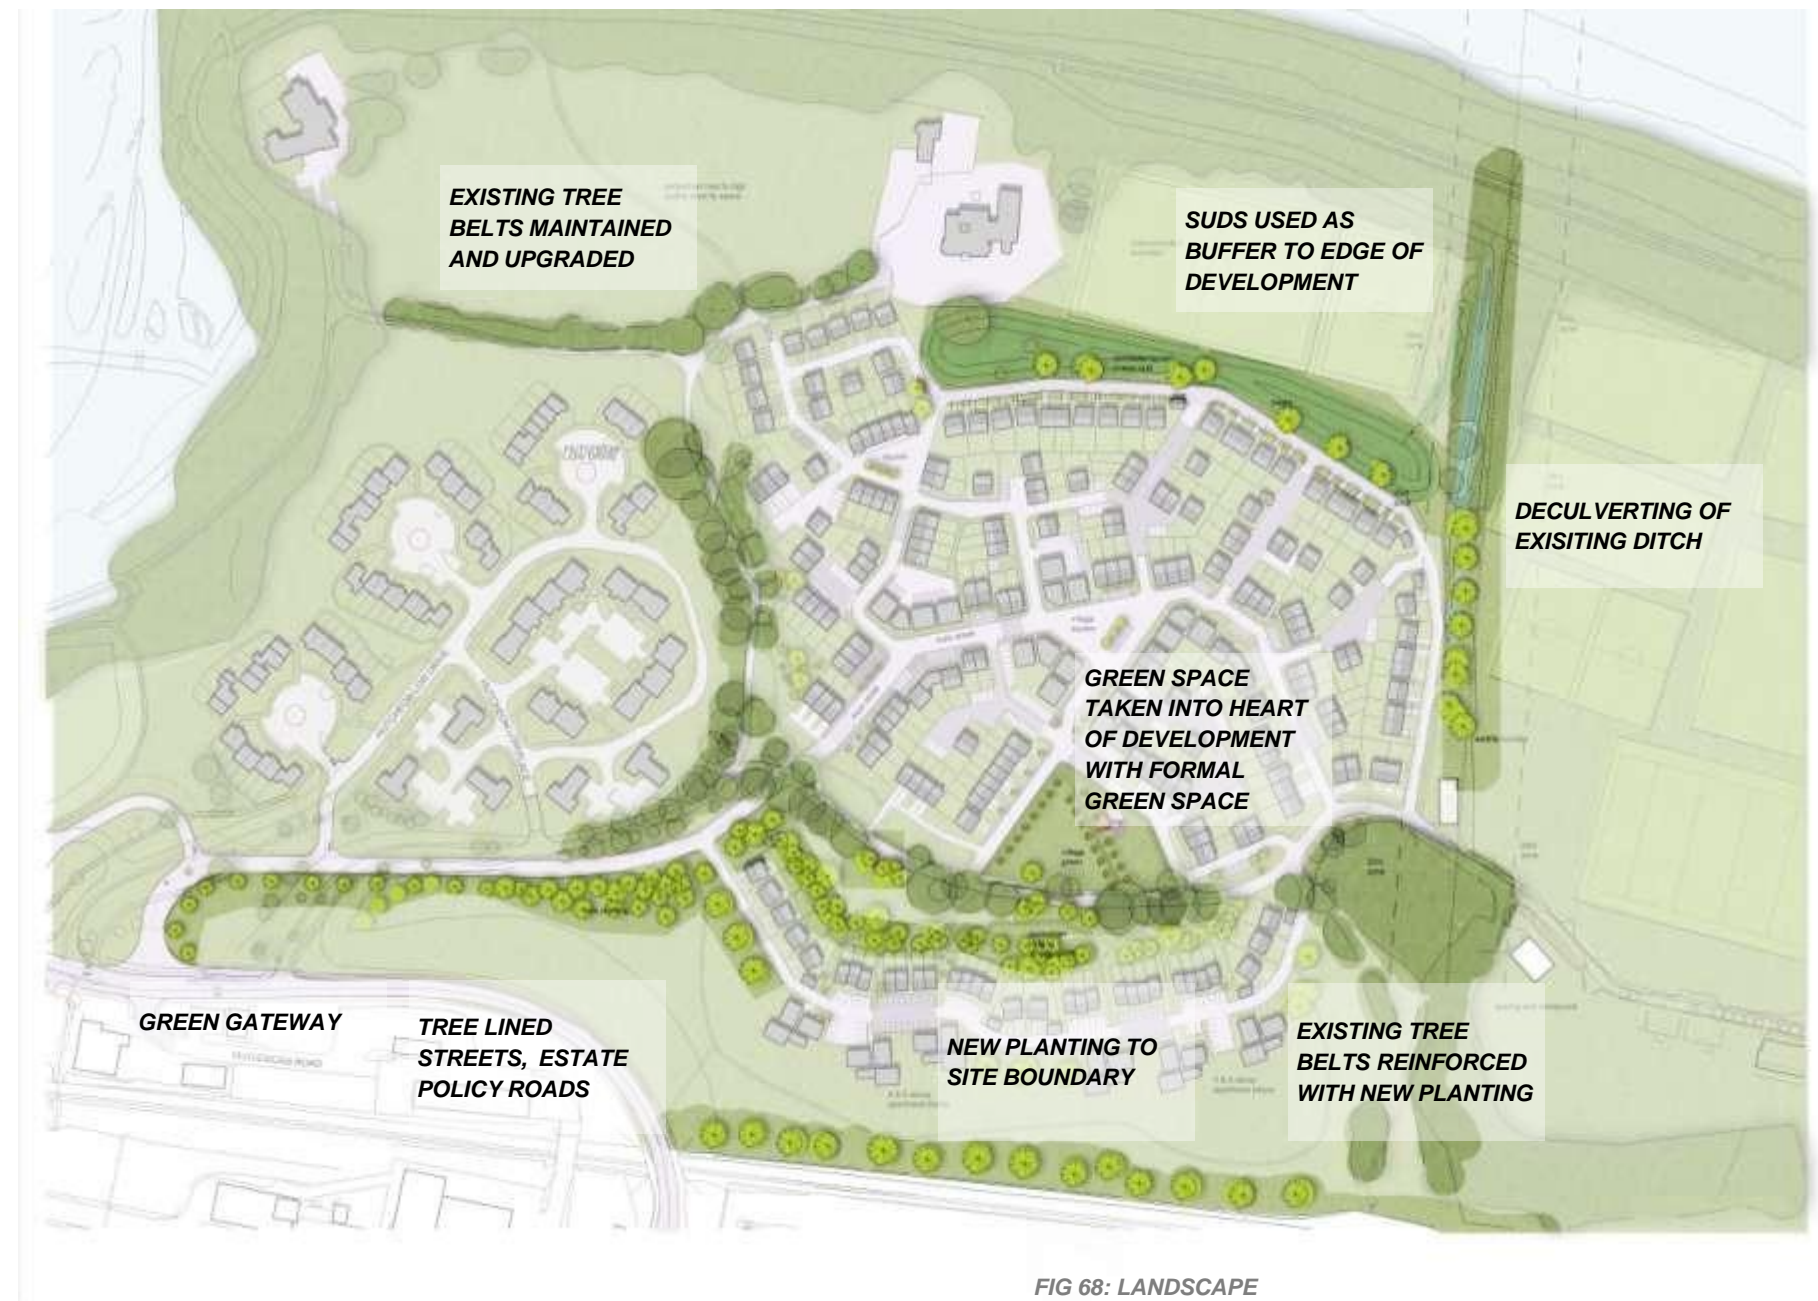 EXISTING TREE
BELTS MAINTAINED
AND UPGRADED
SUDS USED AS
BUFFER TO EDGE OF
DEVELOPMENT
DECULVERTING OF
EXISITING DITCH
GREEN SPACE
TAKEN INTO HEART
OF DEVELOPMENT
WITH FORMAL
GREEN SPACE
village
green
GREEN GATEWAY
TREE LINED
STREETS, ESTATE
POLICY ROADS
NEW PLANTING TO
SITE BOUNDARY
EXISTING TREE
BELTS REINFORCED
WITH NEW PLANTING
FIG 68: LANDSCAPE